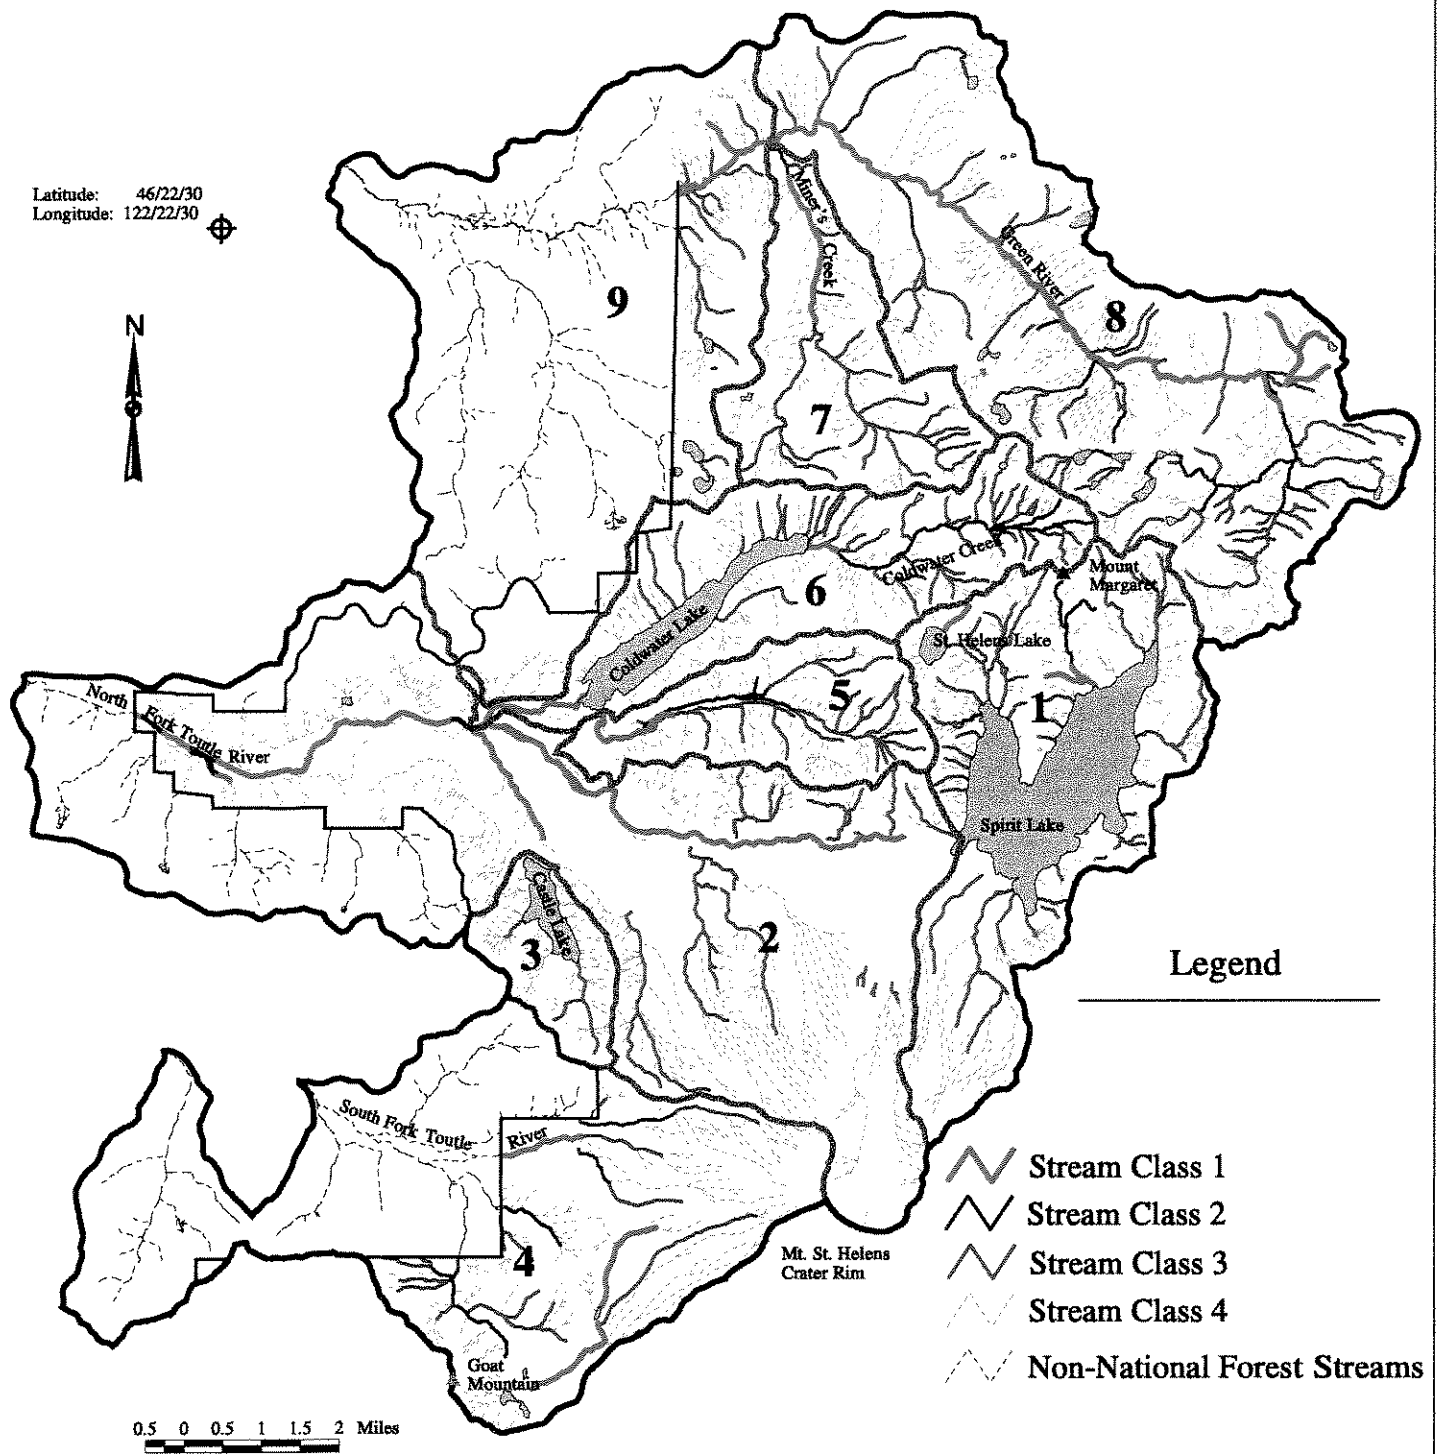 Latitude: 46/22/30
Longitude: 122/22/30
N
Miner's Creek
Green River
9
8
7
Coldwater Creek
Mount
Margaret
6
Coldwater Lake
St. Helens Lake
5
1
North Fork Toutle River
Spirit Lake
Castle Lake
3
2
Legend
South Fork Toutle River
Stream Class 1
Stream Class 2
4
Mt. St. Helens
Crater Rim
Stream Class 3
Stream Class 4
Non-National Forest Streams
Goat
Mountain
0.5 0 0.5 1 1.5 2 Miles